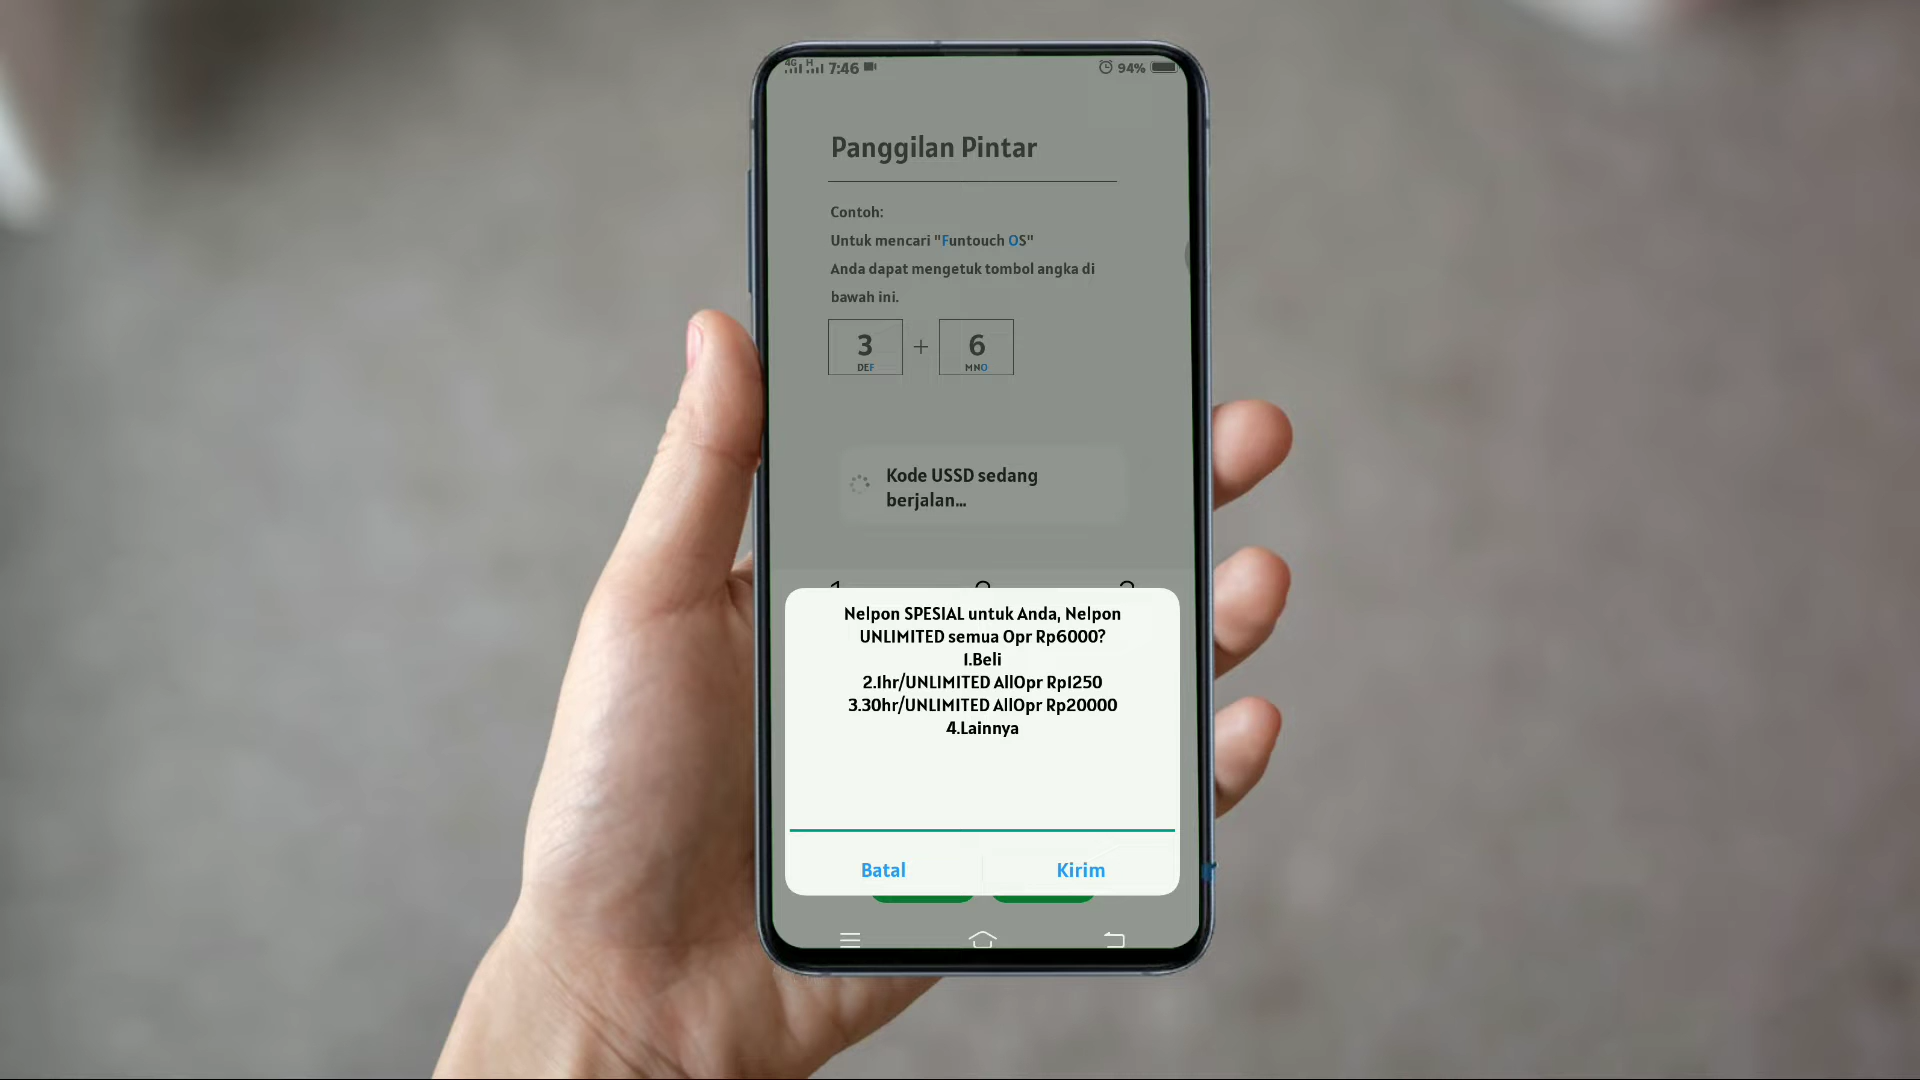 4G H 7:46 94%
Panggilan Pintar
Contoh:
Untuk mencari "Funtouch OS"
Anda dapat mengetuk tombol angka di
bawah ini.
3 + 6
DEF MNO
Kode USSD sedang
berjalan...
Nelpon SPESIAL untuk Anda, Nelpon
UNLIMITED semua Opr Rp6000?
1.Beli
2.1hr/UNLIMITED AllOpr Rp1250
3.30hr/UNLIMITED AllOpr Rp20000
4.Lainnya
Batal Kirim